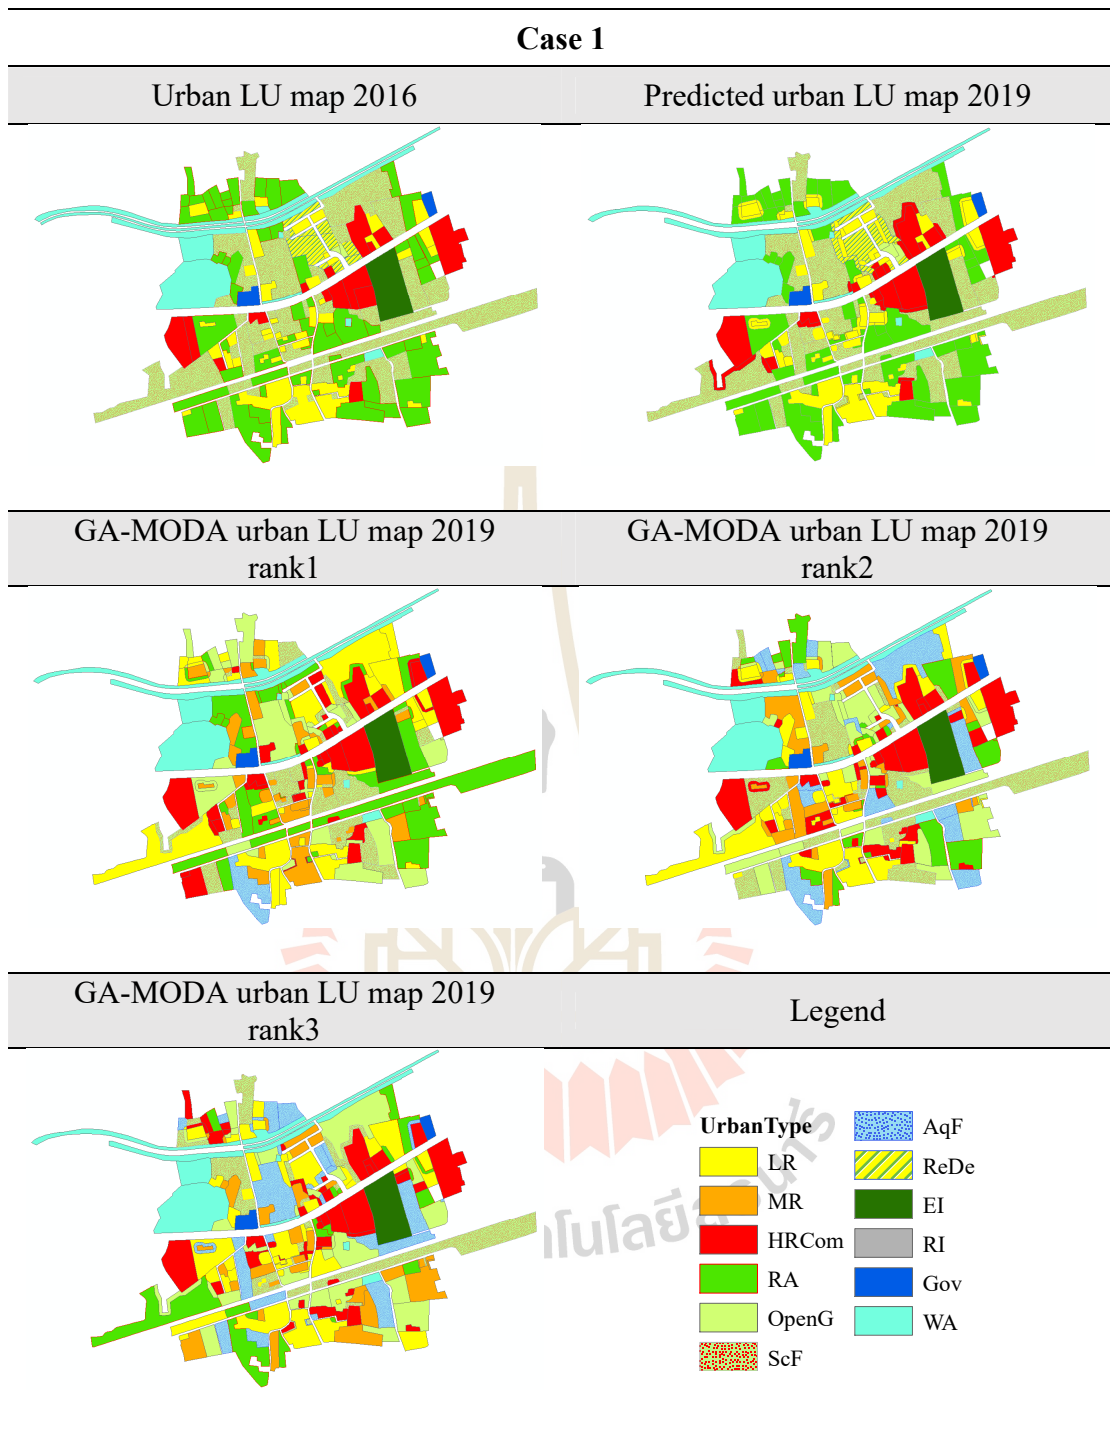 Case 1
Urban LU map 2016
Predicted urban LU map 2019
GA-MODA urban LU map 2019
rank1
GA-MODA urban LU map 2019
rank2
GA-MODA urban LU map 2019
rank3
Legend
UrbanType
LR
MR
HRCom
RA
OpenG
ScF
AqF
ReDe
EI
RI
Gov
WA